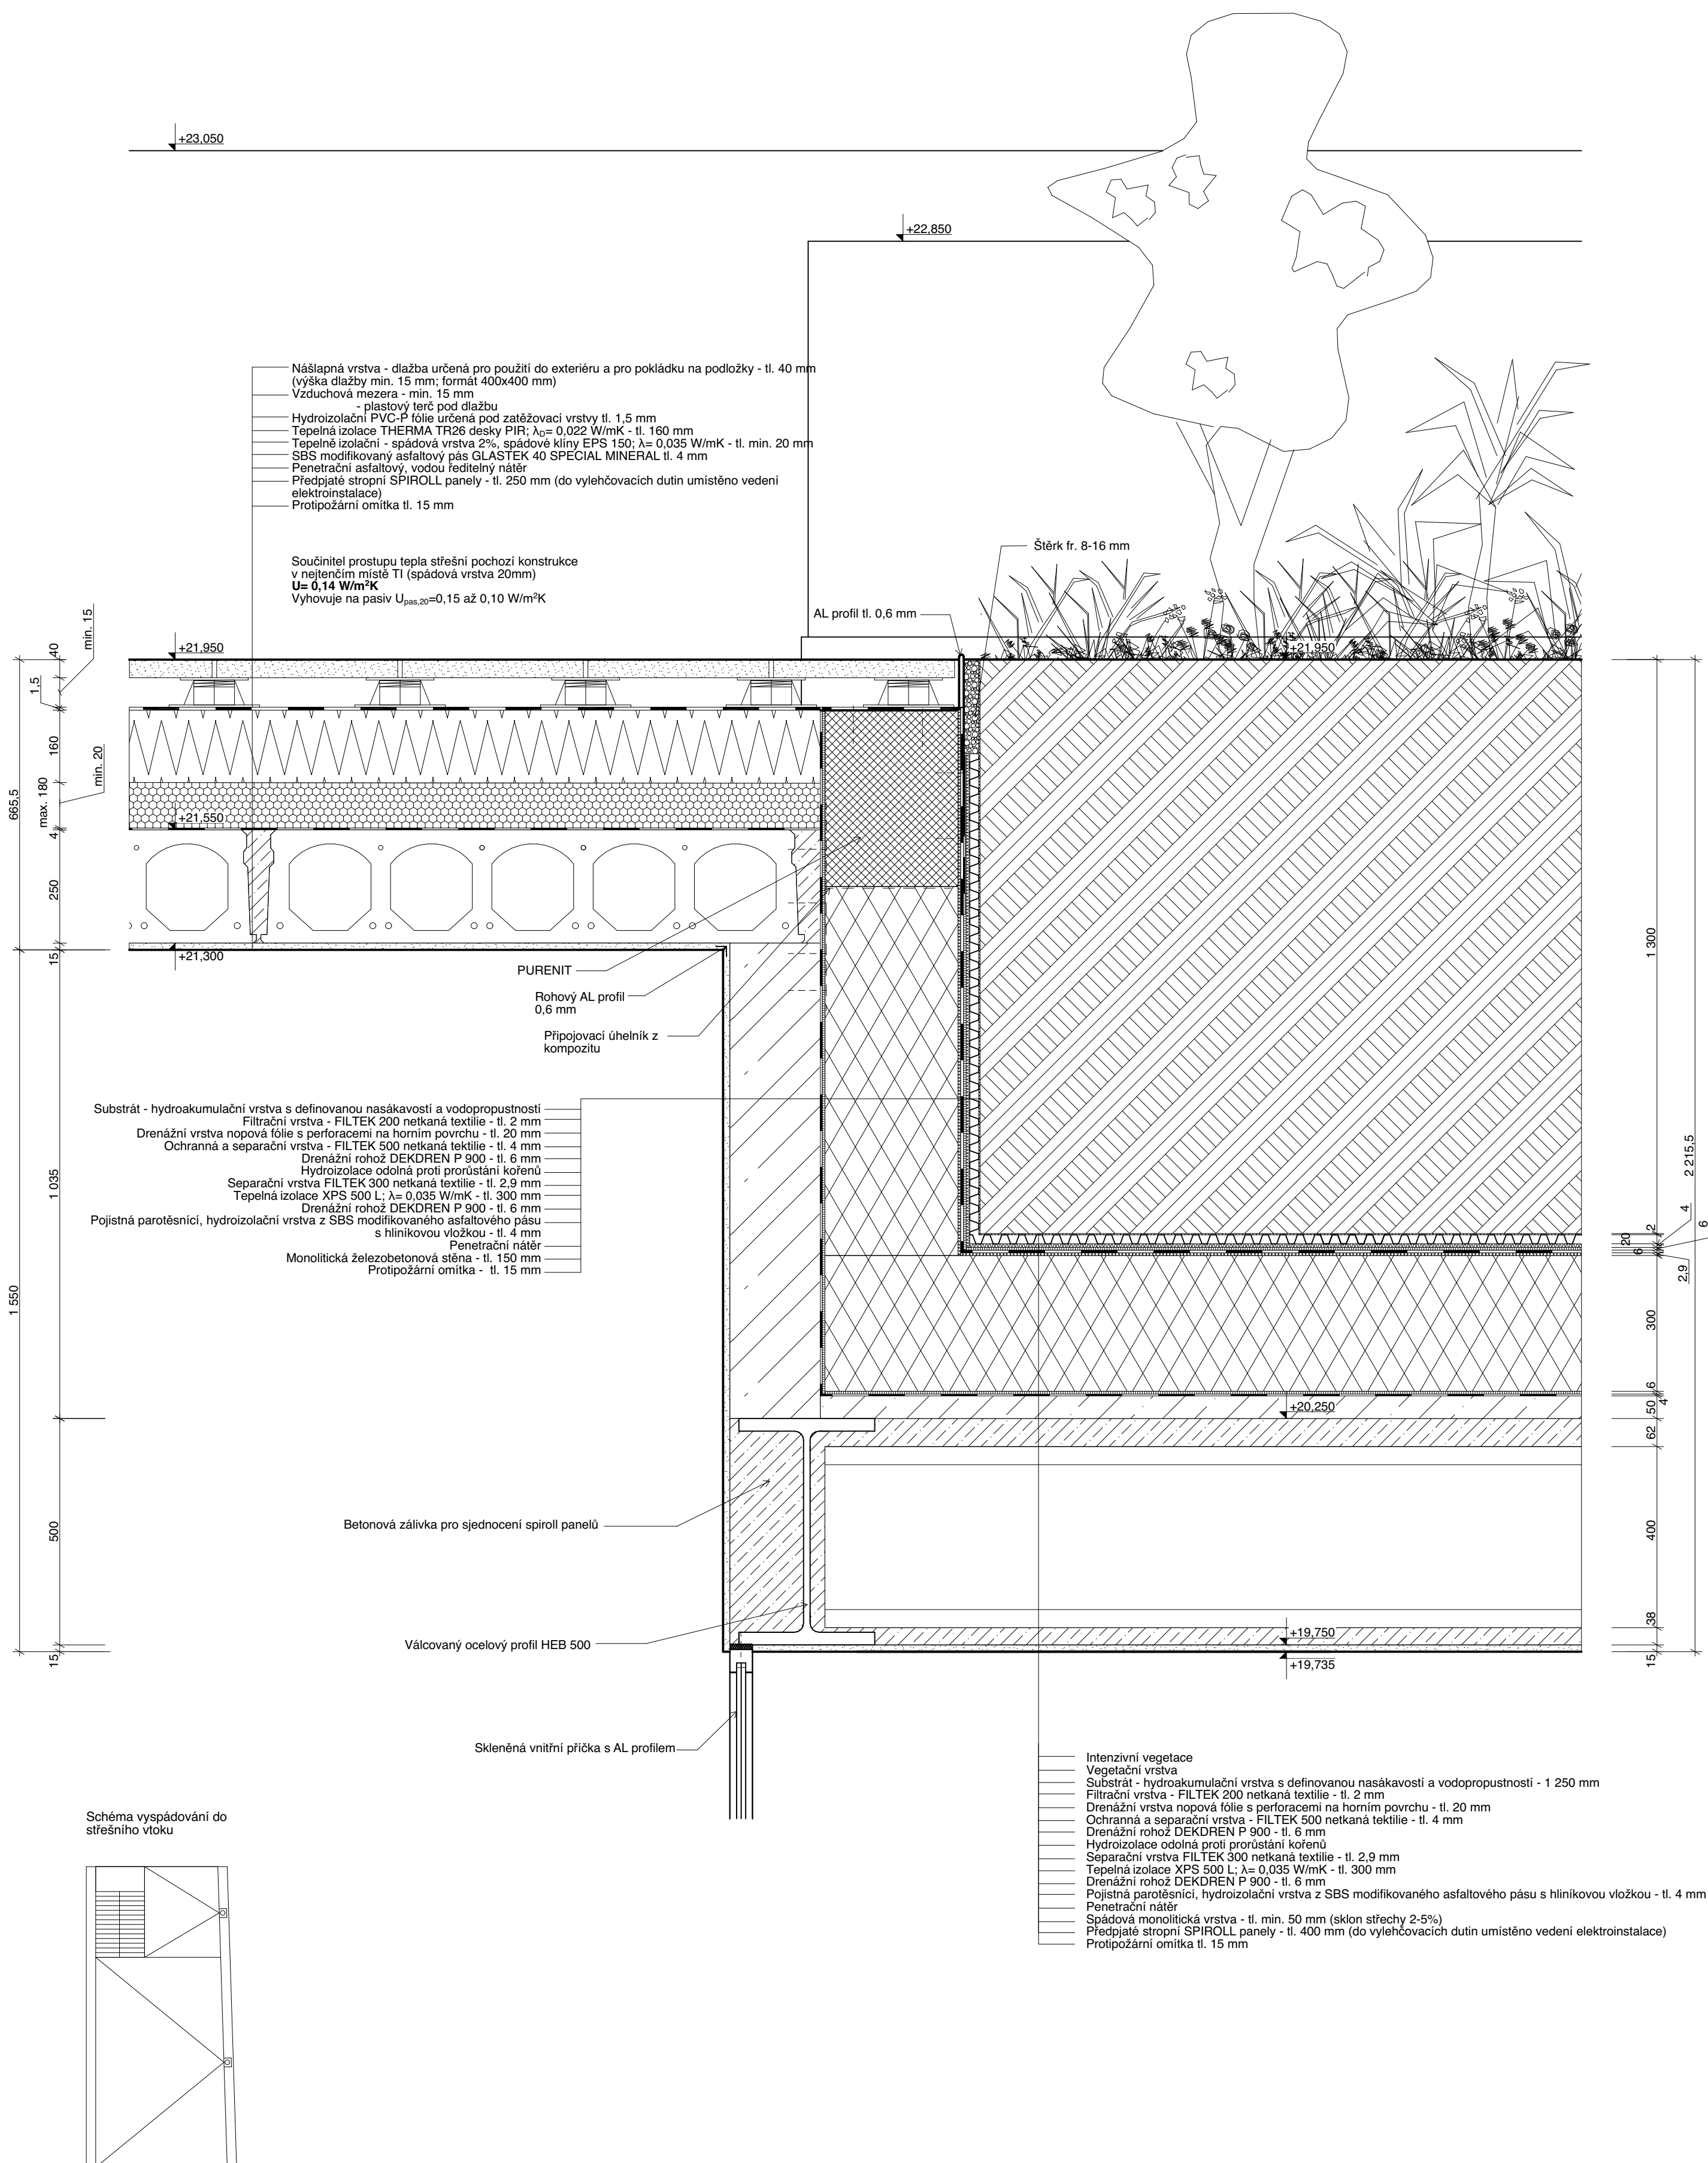 +23,050
+22,850
Nášlapná vrstva - dlažba určená pro použití do exteriéru a pro pokládku na podložky - tl. 40 mm
(výška dlažby min. 15 mm; formát 400x400 mm)
Vzduchová mezera - min. 15 mm
- plastový terč pod dlažbu
Hydroizolační PVC-P fólie určená pod zatěžovací vrstvy tl. 1,5 mm
Tepelná izolace THERMA TR26 desky PIR; λD= 0,022 W/mK - tl. 160 mm
Tepelně izolační - spádová vrstva 2%, spádové klíny EPS 150; λ= 0,035 W/mK - tl. min. 20 mm
SBS modifikovaný asfaltový pás GLASTEK 40 SPECIAL MINERAL tl. 4 mm
Penetrační asfaltový, vodou ředitelný nátěr
Předpjaté stropní SPIROLL panely - tl. 250 mm (do vylehčovacích dutin umístěno vedení
elektroinstalace)
Protipožární omítka tl. 15 mm
Součinitel prostupu tepla střešní pochozí konstrukce
v nejtenčím místě TI (spádová vrstva 20mm)
U= 0,14 W/m²K
Vyhovuje na pasiv Upas,20=0,15 až 0,10 W/m²K
Štěrk fr. 8-16 mm
AL profil tl. 0,6 mm
+21,950
+21,950
+21,550
+21,300
40
min. 15
1,5
160
min. 20
max. 180
4
250
15
665,5
1 035
1 550
500
15
PURENIT
Rohový AL profil
0,6 mm
Připojovací úhelník z
kompozitu
Substrát - hydroakumulační vrstva s definovanou nasákavostí a vodopropustností
Filtrační vrstva - FILTEK 200 netkaná textilie - tl. 2 mm
Drenážní vrstva nopová fólie s perforacemi na horním povrchu - tl. 20 mm
Ochranná a separační vrstva - FILTEK 500 netkaná tektilie - tl. 4 mm
Drenážní rohož DEKDREN P 900 - tl. 6 mm
Hydroizolace odolná proti prorůstání kořenů
Separační vrstva FILTEK 300 netkaná textilie - tl. 2,9 mm
Tepelná izolace XPS 500 L; λ= 0,035 W/mK - tl. 300 mm
Drenážní rohož DEKDREN P 900 - tl. 6 mm
Pojistná parotěsnící, hydroizolační vrstva z SBS modifikovaného asfaltového pásu
s hliníkovou vložkou - tl. 4 mm
Penetrační nátěr
Monolitická železobetonová stěna - tl. 150 mm
Protipožární omítka - tl. 15 mm
1 300
2 215,5
2
4
20
6
6
2,9
300
6
4
50
62
400
38
15
+20,250
+19,750
+19,735
Betonová zálivka pro sjednocení spiroll panelů
Válcovaný ocelový profil HEB 500
Skleněná vnitřní příčka s AL profilem
Intenzivní vegetace
Vegetační vrstva
Substrát - hydroakumulační vrstva s definovanou nasákavostí a vodopropustností - 1 250 mm
Filtrační vrstva - FILTEK 200 netkaná textilie - tl. 2 mm
Drenážní vrstva nopová fólie s perforacemi na horním povrchu - tl. 20 mm
Ochranná a separační vrstva - FILTEK 500 netkaná tektilie - tl. 4 mm
Drenážní rohož DEKDREN P 900 - tl. 6 mm
Hydroizolace odolná proti prorůstání kořenů
Separační vrstva FILTEK 300 netkaná textilie - tl. 2,9 mm
Tepelná izolace XPS 500 L; λ= 0,035 W/mK - tl. 300 mm
Drenážní rohož DEKDREN P 900 - tl. 6 mm
Pojistná parotěsnící, hydroizolační vrstva z SBS modifikovaného asfaltového pásu s hliníkovou vložkou - tl. 4 mm
Penetrační nátěr
Spádová monolitická vrstva - tl. min. 50 mm (sklon střechy 2-5%)
Předpjaté stropní SPIROLL panely - tl. 400 mm (do vylehčovacích dutin umístěno vedení elektroinstalace)
Protipožární omítka tl. 15 mm
Schéma vyspádování do
střešního vtoku